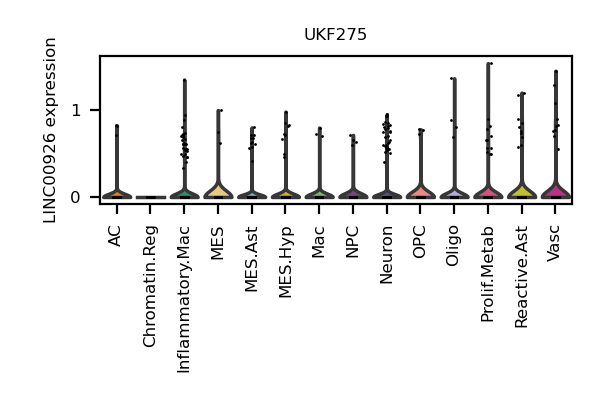 UKF275
LINC00926 expression
1
0
AC
Chromatin.Reg
Inflammatory.Mac
MES
MES.Ast
MES.Hyp
Mac
NPC
Neuron
OPC
Oligo
Prolif.Metab
Reactive.Ast
Vasc